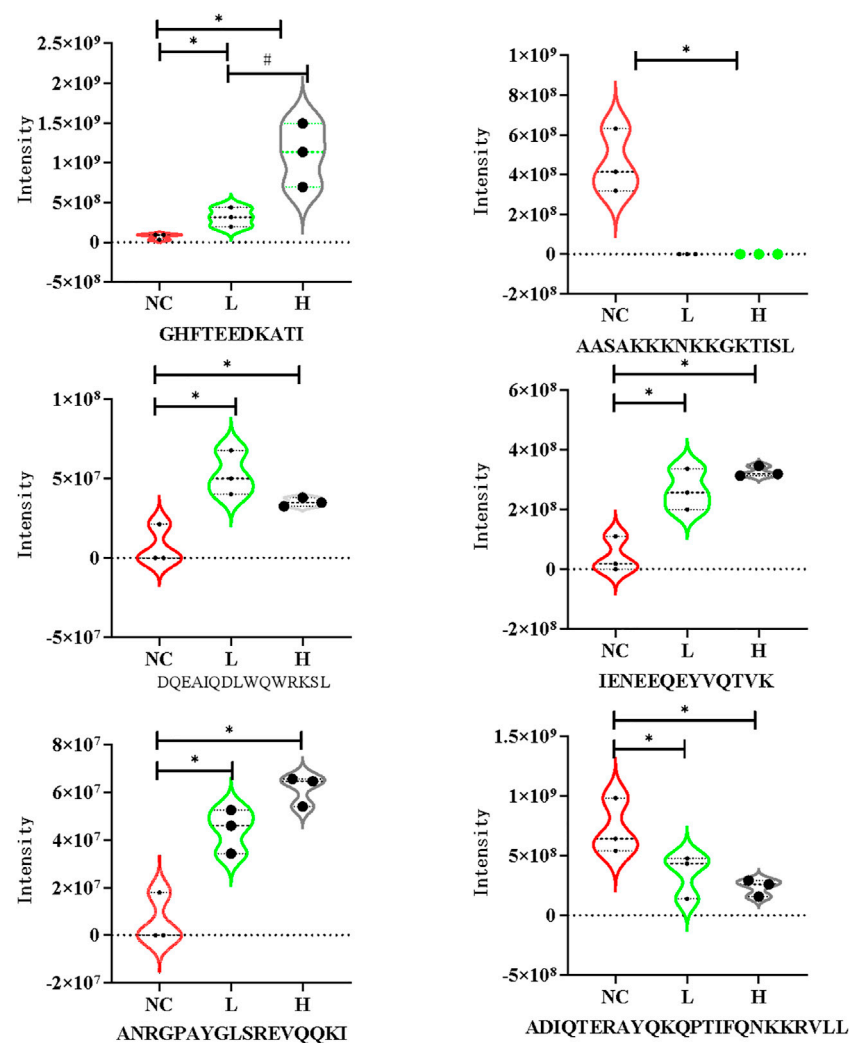 *
*
#
2.5×10⁹
2×10⁹
1.5×10⁹
1×10⁹
5×10⁸
0
-5×10⁸
Intensity
NC L H
GHFTEEDKATI
*
1×10⁹
8×10⁸
6×10⁸
4×10⁸
2×10⁸
0
-2×10⁸
Intensity
NC L H
AASAKKKNKKGKTISL
*
*
1×10⁸
5×10⁷
0
-5×10⁷
Intensity
NC L H
DQEAIQDLWQWRKSL
*
*
6×10⁸
4×10⁸
2×10⁸
0
-2×10⁸
Intensity
NC L H
IENEEQEYVQTVK
*
*
8×10⁷
6×10⁷
4×10⁷
2×10⁷
0
-2×10⁷
Intensity
NC L H
ANRGPAYGLSREVQQKI
*
*
1.5×10⁹
1×10⁹
5×10⁸
0
-5×10⁸
Intensity
NC L H
ADIQTERAYQKQPTIFQNKKRVLL